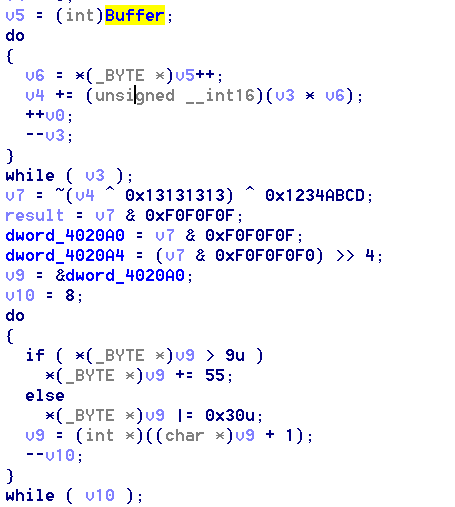 v5 = (int)Buffer;
do
{
v6 = *(_BYTE *)v5++;
v4 += (unsigned __int16)(v3 * v6);
++v0;
--v3;
}
while ( v3 );
v7 = ~(v4 ^ 0x13131313) ^ 0x1234ABCD;
result = v7 & 0xF0F0F0F;
dword_4020A0 = v7 & 0xF0F0F0F;
dword_4020A4 = (v7 & 0xF0F0F0F0) >> 4;
v9 = &dword_4020A0;
v10 = 8;
do
{
if ( *(_BYTE *)v9 > 9u )
*(_BYTE *)v9 += 55;
else
*(_BYTE *)v9 |= 0x30u;
v9 = (int *)((char *)v9 + 1);
--v10;
}
while ( v10 );